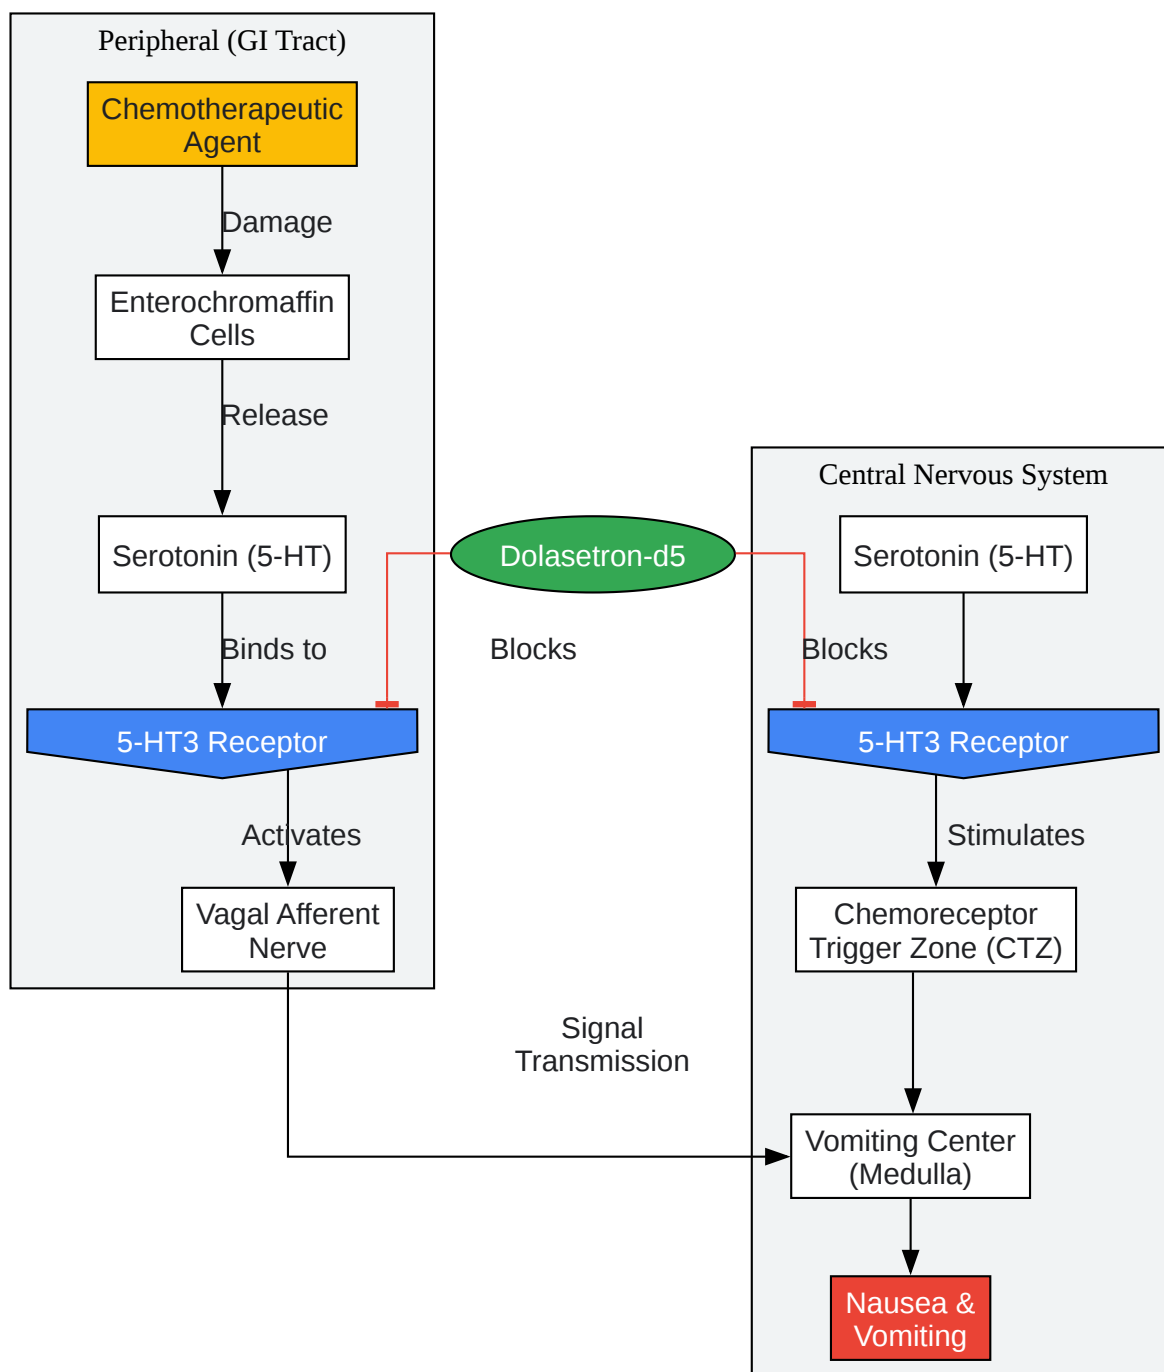 Peripheral (GI Tract)
Chemotherapeutic
Agent
Damage
Enterochromaffin
Cells
Release
Serotonin (5-HT)
Binds to
5-HT3 Receptor
Activates
Vagal Afferent
Nerve
Dolasetron-d5
Blocks
Blocks
Signal
Transmission
Central Nervous System
Serotonin (5-HT)
5-HT3 Receptor
Stimulates
Chemoreceptor
Trigger Zone (CTZ)
Vomiting Center
(Medulla)
Nausea &
Vomiting